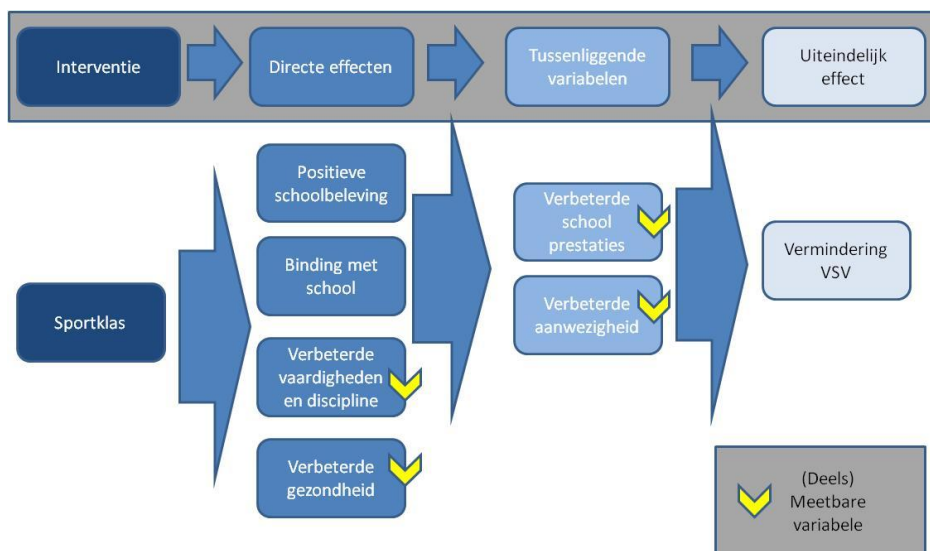 Interventie
Directe effecten
Tussenliggende
variabelen
Uiteindelijk
effect
Sportklas
Positieve
schoolbeleving
Binding met
school
Verbeterde
vaardigheden
en discipline
Verbeterde
gezondheid
Verbeterde
school
prestaties
Verbeterde
aanwezigheid
Vermindering
VSV
(Deels)
Meetbare
variabele